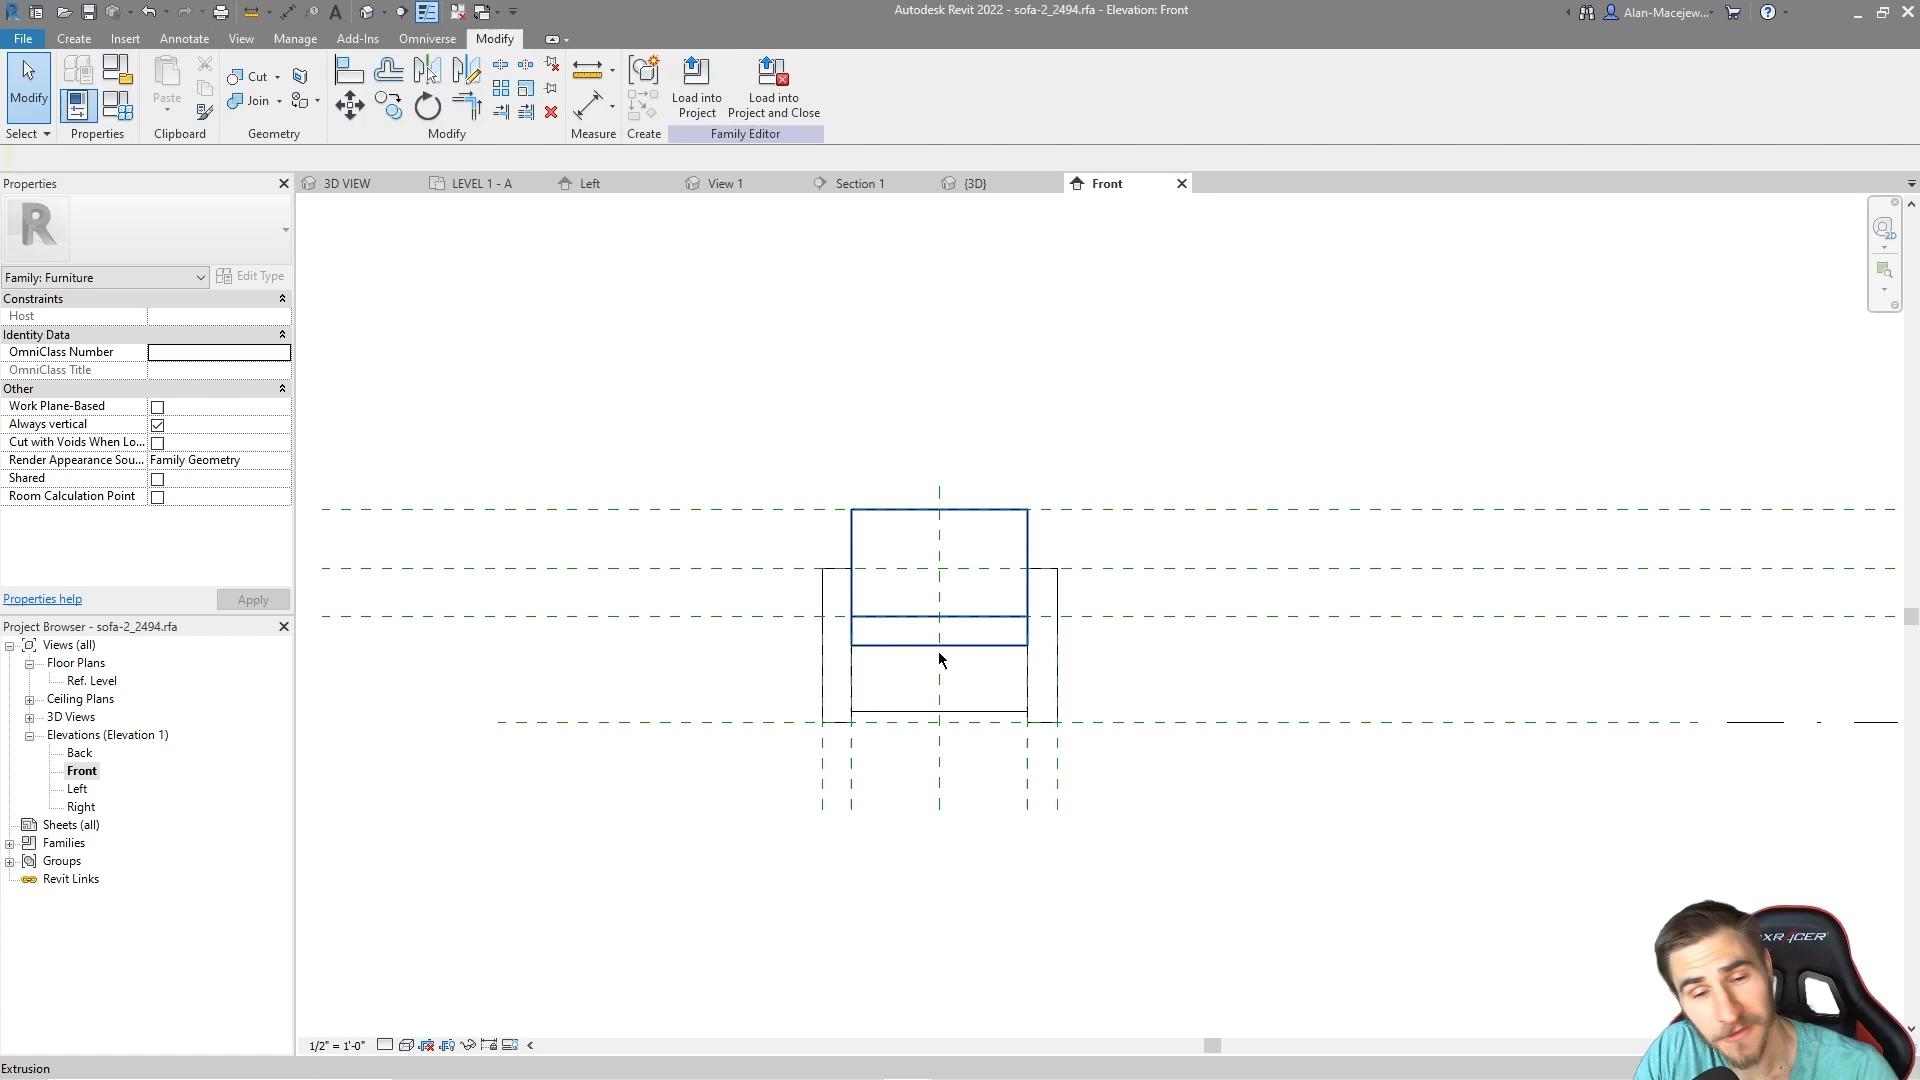 Autodesk Revit 2022 - sofa-2_2494.rfa - Elevation: Front
Alan-Macejew...
File Create Insert Annotate View Manage Add-Ins Omniverse Modify
Modify
Paste
Cut
Join
Load into
Project
Load into
Project and Close
Select Properties Clipboard Geometry Modify Measure Create Family Editor
Properties
3D VIEW LEVEL 1 - A Left View 1 Section 1 {3D} Front
R
Family: Furniture
Edit Type
Constraints
Host
Identity Data
OmniClass Number
OmniClass Title
Other
Work Plane-Based
Always vertical
Cut with Voids When Lo...
Render Appearance Sou... Family Geometry
Shared
Room Calculation Point
Properties help
Apply
Project Browser - sofa-2_2494.rfa
Views (all)
Floor Plans
Ref. Level
Ceiling Plans
3D Views
Elevations (Elevation 1)
Back
Front
Left
Right
Sheets (all)
Families
Groups
Revit Links
2D
1/2" = 1'-0"
Extrusion